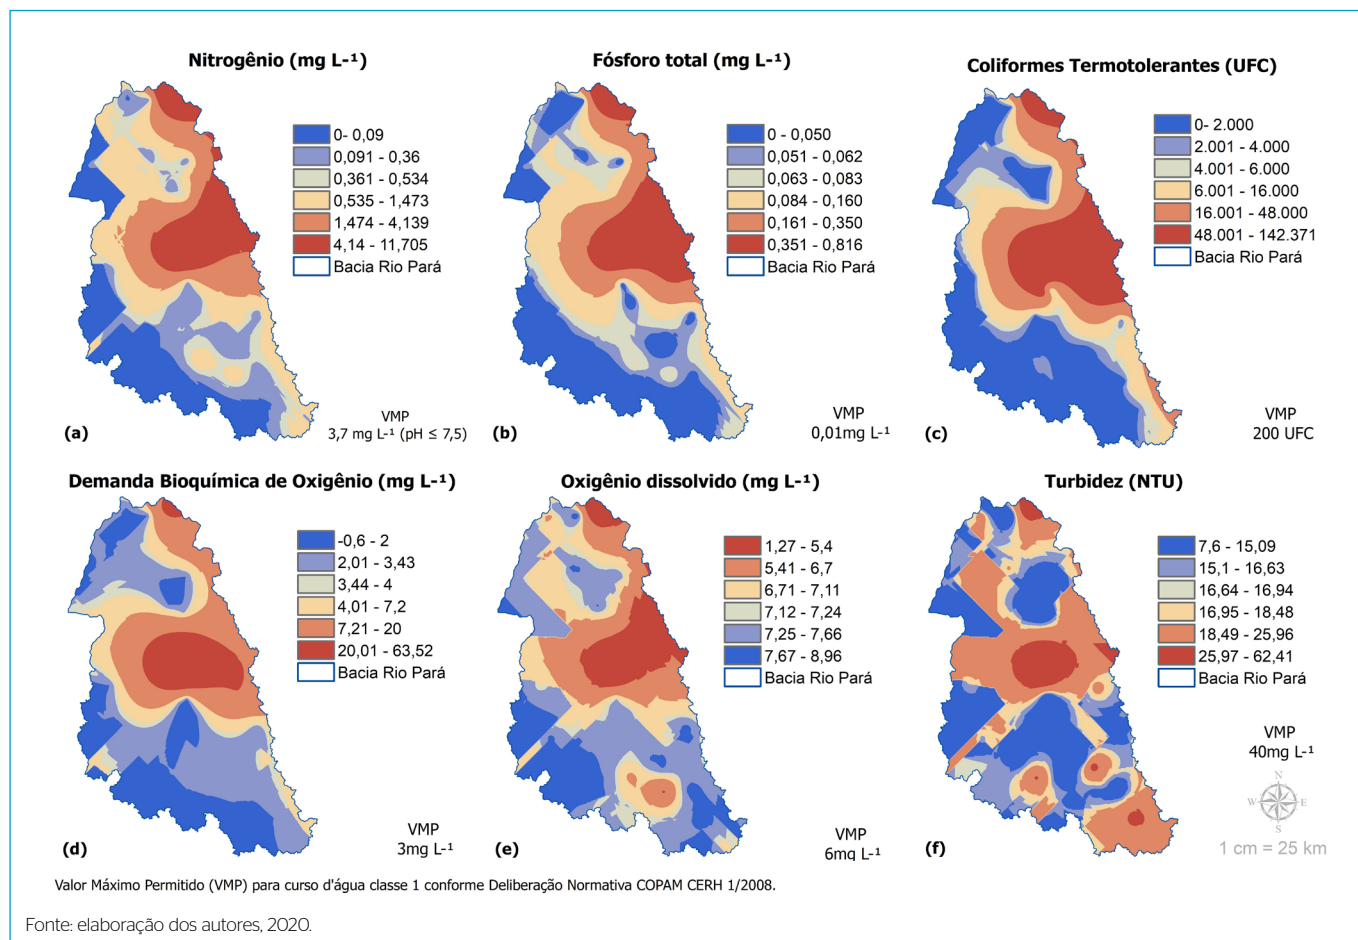 Nitrogênio (mg L-¹)
0- 0,09
0,091 - 0,36
0,361 - 0,534
0,535 - 1,473
1,474 - 4,139
4,14 - 11,705
Bacia Rio Pará
(a)
VMP
3,7 mg L-¹ (pH ≤ 7,5)
Fósforo total (mg L-¹)
0 - 0,050
0,051 - 0,062
0,063 - 0,083
0,084 - 0,160
0,161 - 0,350
0,351 - 0,816
Bacia Rio Pará
(b)
VMP
0,01mg L-¹
Coliformes Termotolerantes (UFC)
0- 2.000
2.001 - 4.000
4.001 - 6.000
6.001 - 16.000
16.001 - 48.000
48.001 - 142.371
Bacia Rio Pará
(c)
VMP
200 UFC
Demanda Bioquímica de Oxigênio (mg L-¹)
-0,6 - 2
2,01 - 3,43
3,44 - 4
4,01 - 7,2
7,21 - 20
20,01 - 63,52
Bacia Rio Pará
(d)
VMP
3mg L-¹
Oxigênio dissolvido (mg L-¹)
1,27 - 5,4
5,41 - 6,7
6,71 - 7,11
7,12 - 7,24
7,25 - 7,66
7,67 - 8,96
Bacia Rio Pará
(e)
VMP
6mg L-¹
Turbidez (NTU)
7,6 - 15,09
15,1 - 16,63
16,64 - 16,94
16,95 - 18,48
18,49 - 25,96
25,97 - 62,41
Bacia Rio Pará
(f)
VMP
40mg L-¹
N
W E
S
1 cm = 25 km
Valor Máximo Permitido (VMP) para curso d'água classe 1 conforme Deliberação Normativa COPAM CERH 1/2008.
Fonte: elaboração dos autores, 2020.